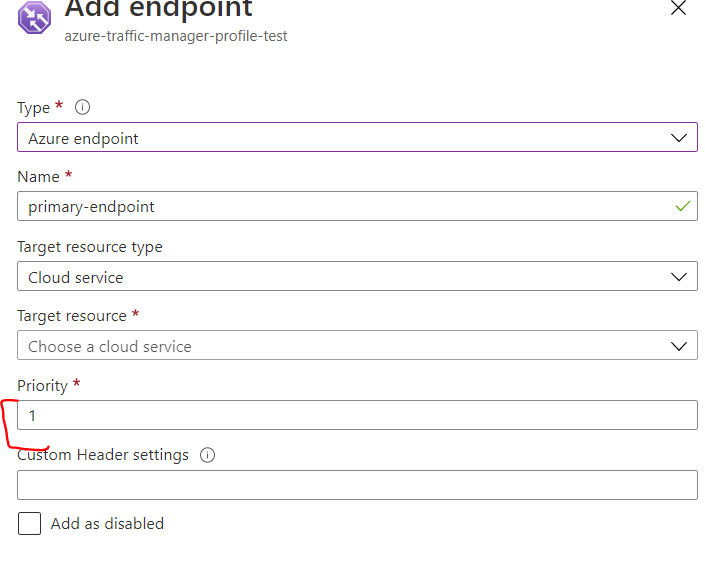 Add endpoint
azure-traffic-manager-profile-test
Type *
Azure endpoint
Name *
primary-endpoint
Target resource type
Cloud service
Target resource *
Choose a cloud service
Priority *
1
Custom Header settings
Add as disabled